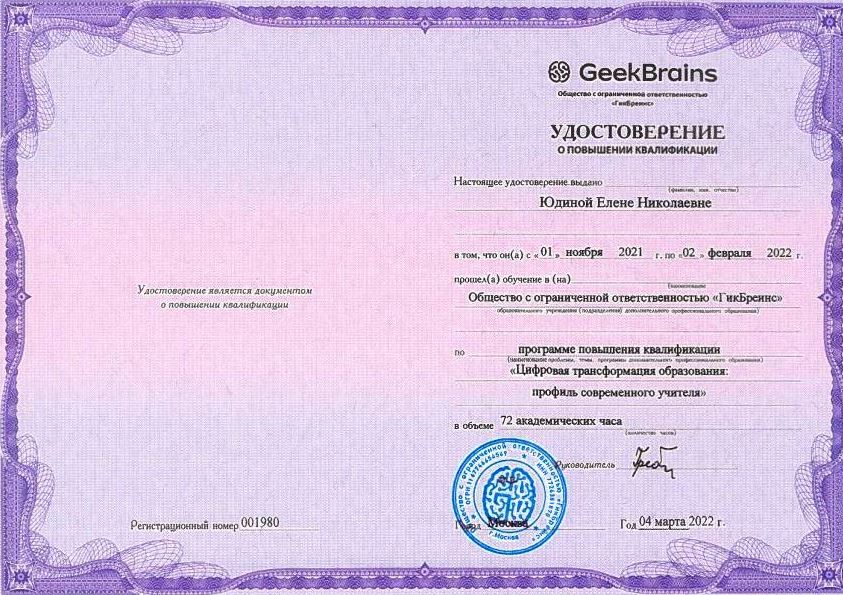 Удостоверение является документом
о повышении квалификации
Регистрационный номер 001980
GeekBrains
Общество с ограниченной ответственностью
«ГикБреинс»
УДОСТОВЕРЕНИЕ
О ПОВЫШЕНИИ КВАЛИФИКАЦИИ
Настоящее удостоверение выдано
(фамилия, имя, отчество)
Юдиной Елене Николаевне
в том, что он(а) с «01» ноября 2021 г. по «02» февраля 2022 г.
прошел(а) обучение в (на)
(наименование
Общество с ограниченной ответственностью «ГикБреинс»
образовательного учреждения (подразделения) дополнительного профессионального образования)
по программе повышения квалификации
(наименование проблемы, темы, программы дополнительного профессионального образования)
«Цифровая трансформация образования:
профиль современного учителя»
в объеме 72 академических часа
(количество часов)
Руководитель
Город Москва
Год 04 марта 2022 г.
Общество с ограниченной ответственностью «ГикБреинс»
г.Москва